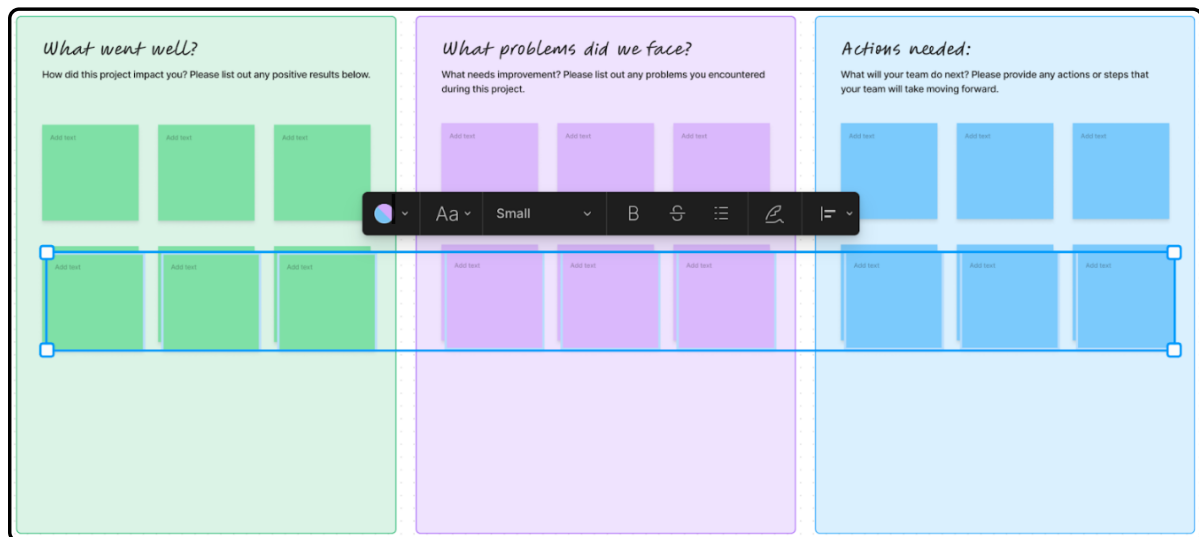 What went well?
How did this project impact you? Please list out any positive results below.
Add text
Add text
Add text
Add text
Add text
Add text
What problems did we face?
What needs improvement? Please list out any problems you encountered
during this project.
Add text
Add text
Add text
Add text
Add text
Add text
Actions needed:
What will your team do next? Please provide any actions or steps that
your team will take moving forward.
Add text
Add text
Add text
Add text
Add text
Add text
Aa
Small
B
S